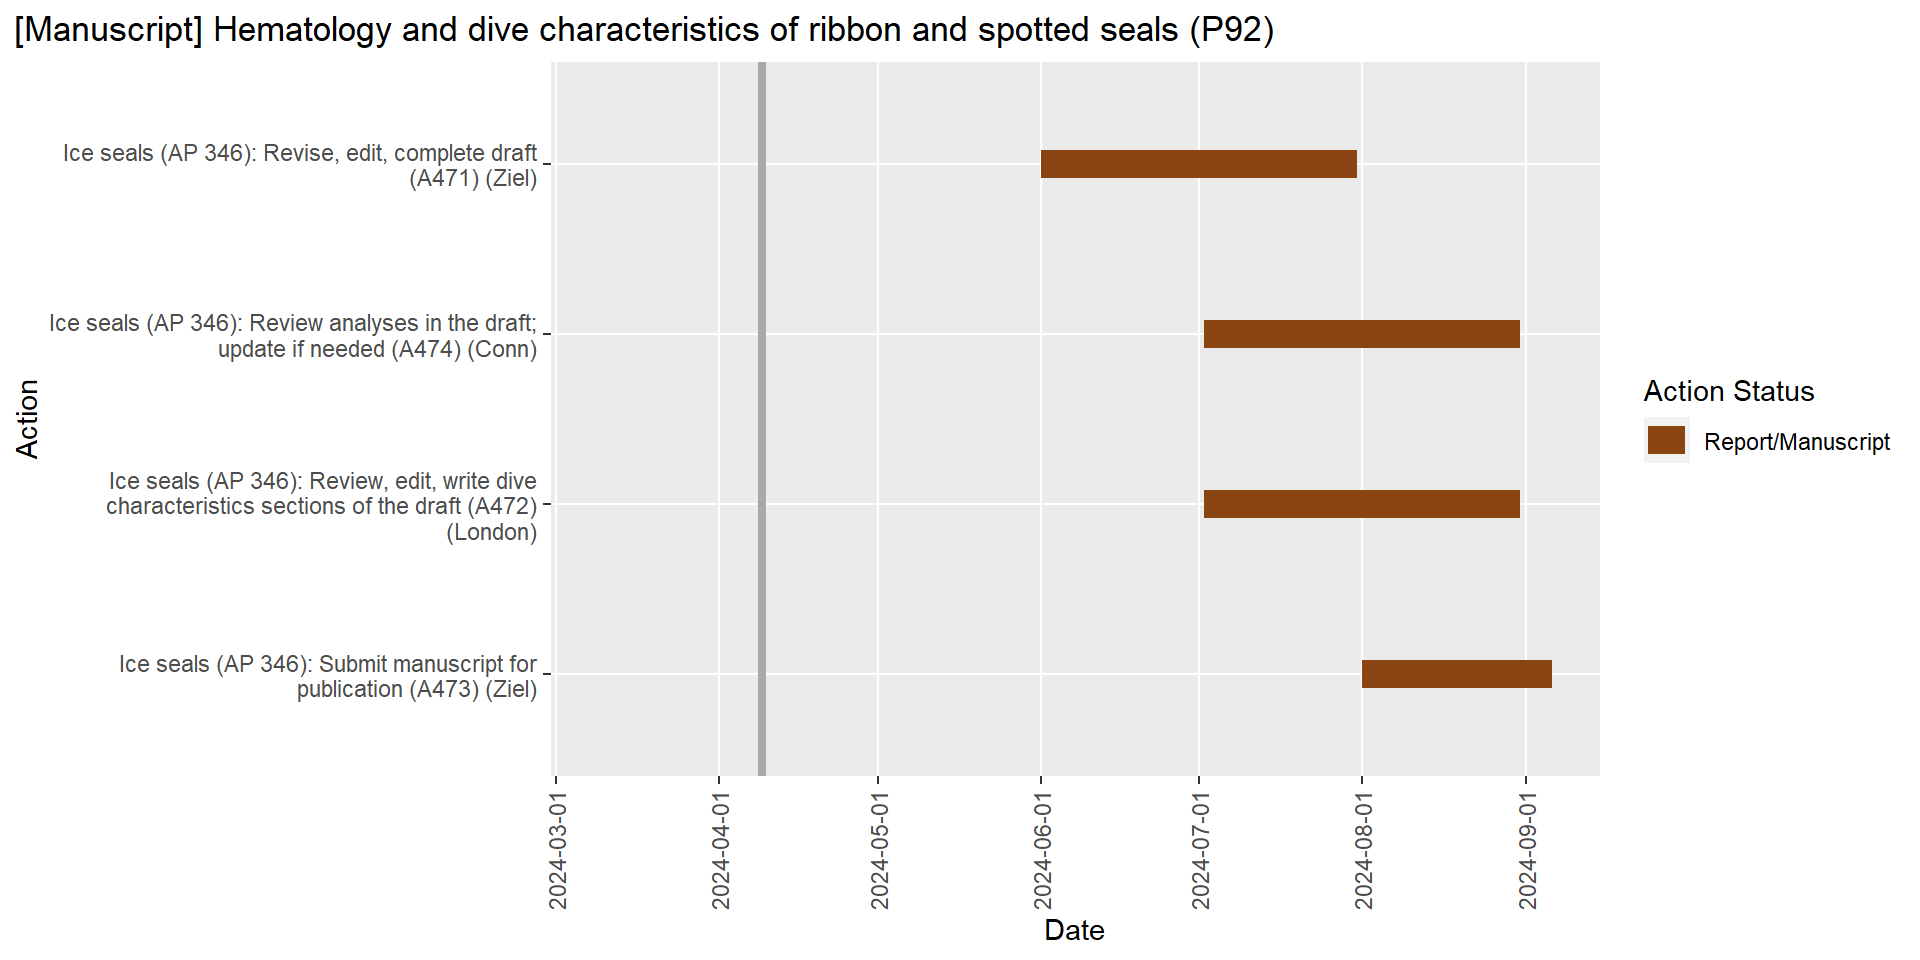 [Manuscript] Hematology and dive characteristics of ribbon and spotted seals (P92)
Action
Ice seals (AP 346): Revise, edit, complete draft
(A471) (Ziel)
Ice seals (AP 346): Review analyses in the draft;
update if needed (A474) (Conn)
Ice seals (AP 346): Review, edit, write dive
characteristics sections of the draft (A472)
(London)
Ice seals (AP 346): Submit manuscript for
publication (A473) (Ziel)
2024-03-01
2024-04-01
2024-05-01
2024-06-01
2024-07-01
2024-08-01
2024-09-01
Date
Action Status
Report/Manuscript